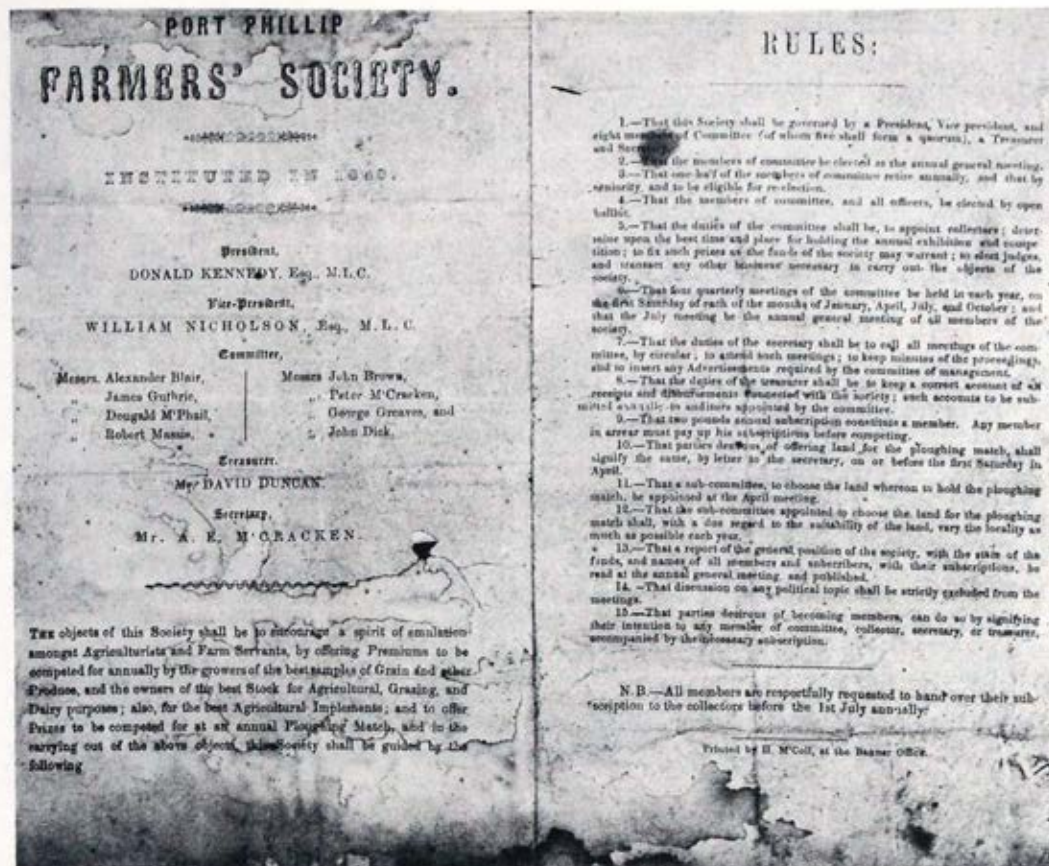 PORT PHILLIP
FARMERS' SOCIETY.
INSTITUTED IN
President,
DONALD KENNEDY, Esq., M.L.C.
Vice-President,
WILLIAM NICHOLSON, Esq., M.L.C.
Committee,
Messrs. Alexander Blair,
„ James Guthrie,
„ Dougald M'Phail,
„ Robert
Messrs John Brown,
„ Peter M'Cracken,
„ George Greaves, and
„ John Dick,
Treasurer.
Mr. DAVID DUNCAN.
Secretary,
Mr. A. E. M'CRACKEN.
THE objects of this Society shall be to encourage a spirit of emulation
amongst Agriculturists and Farm Servants, by offering Premiums to be
competed for annually by the growers of the best samples of Grain and other
Produce, and the owners of the best Stock for Agricultural, Grazing, and
Dairy purposes; also, for the best Agricultural Implements; and to offer
Prizes to be competed for at an annual Ploughing Match, and in the
carrying out of the above objects, this Society shall be guided by the
following
RULES:
1.—That this Society shall be governed by a President, Vice president, and
eight members of Committee (of whom five shall form a quorum), a Treasurer
and Secretary.
2.—That the members of committee be elected at the annual general meeting.
3.—That one-half of the members of committee retire annually, and that by
seniority, and to be eligible for re-election.
4.—That the members of committee, and all officers, be elected by open
5.—That the duties of the committee shall be, to appoint collectors; deter-
mine upon the best time and place for holding the annual exhibition and compe-
tition; to fix such prizes as the funds of the society may warrant; to elect judges,
and transact any other business necessary in carry out the objects of the
society.
6.—That four quarterly meetings of the committee be held in each year, on
the first Saturday of each of the months of January, April, July, and October; and
that the July meeting be the annual general meeting of all members of the
society.
7.—That the duties of the secretary shall be to call all meetings of the com-
mittee, by circular; to attend such meetings; to keep minutes of the proceedings,
and to insert any Advertisements required by the committee of management.
8.—That the duties of the treasurer shall be to keep a correct account of all
receipts and disbursements connected with the society; such accounts to be sub-
mitted annually to auditors appointed by the committee.
9.—That two pounds annual subscription constitute a member. Any member
in arrear must pay up his subscriptions before competing.
10.—That parties desirous of offering land for the ploughing match, shall
signify the same, by letter to the secretary, on or before the first Saturday in
April.
11.—That a sub-committee, to choose the land whereon to hold the ploughing
match, be appointed at the April meeting.
12.—That the sub-committee appointed to choose the land for the ploughing
match shall, with a due regard to the suitability of the land, vary the locality as
much as possible each year.
13.—That a report of the general position of the society, with the state of the
funds, and names of all members and subscribers, with their subscriptions, be
read at the annual general meeting, and published.
14.—That discussion on any political topic shall be strictly excluded from the
meetings.
15.—That parties desirous of becoming members, can do so by signifying
their intention to any member of committee, collector, secretary, or treasurer,
accompanied by the necessary subscription.
N.B.—All members are respectfully requested to hand over their sub-
scription to the collectors before the 1st July annually.
Printed by H. M'Coll, at the Banner Office.